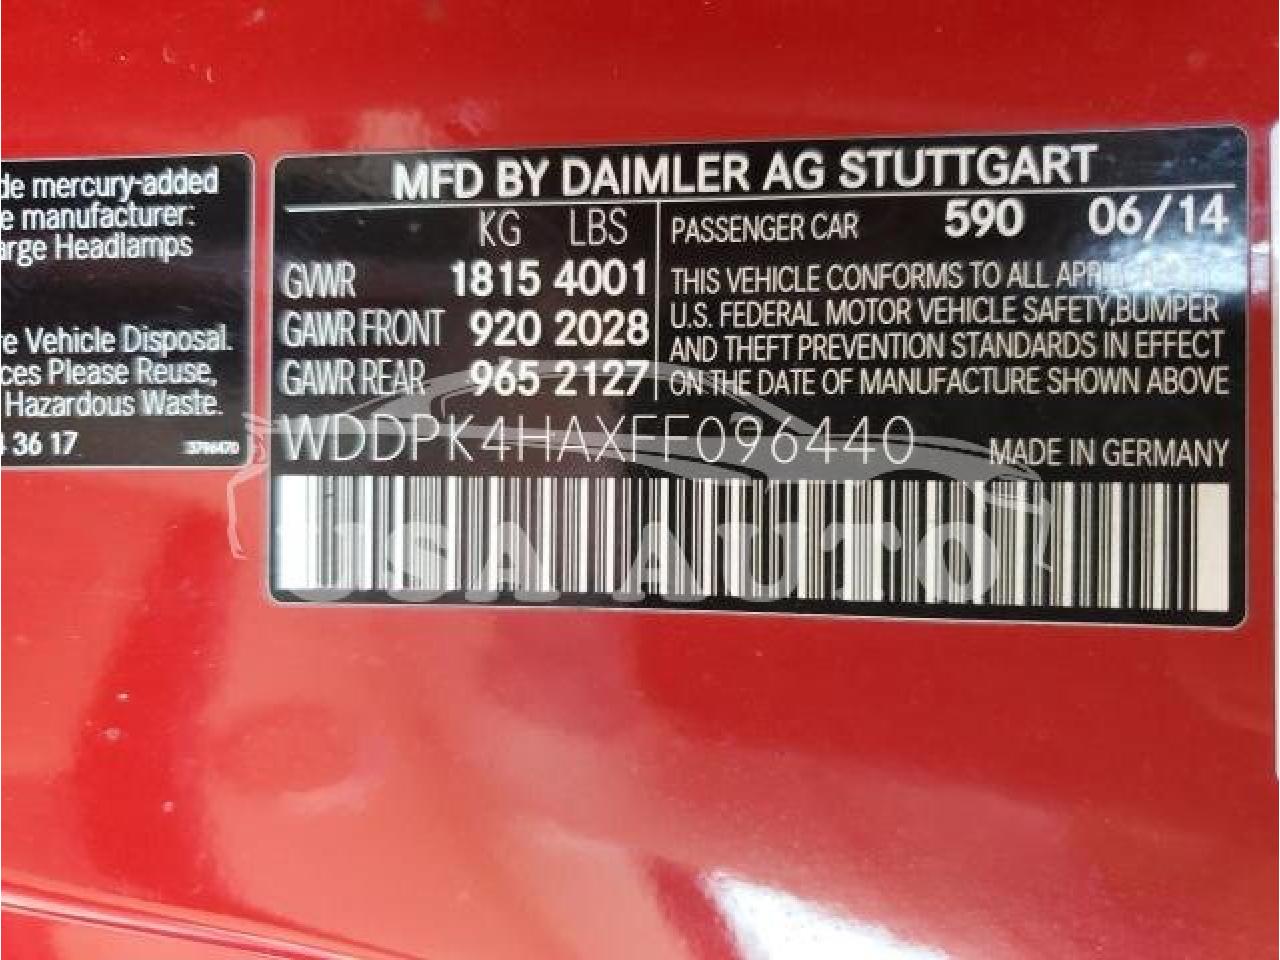 de mercury-added
e manufacturer:
arge Headlamps
re Vehicle Disposal.
ces Please Reuse,
Hazardous Waste.
3 36 17 3796470
MFD BY DAIMLER AG STUTTGART
KG LBS
GVWR 1815 4001
GAWR FRONT 920 2028
GAWR REAR 965 2127
PASSENGER CAR 590 06/14
THIS VEHICLE CONFORMS TO ALL APPLICABLE
U.S. FEDERAL MOTOR VEHICLE SAFETY,BUMPER
AND THEFT PREVENTION STANDARDS IN EFFECT
ON THE DATE OF MANUFACTURE SHOWN ABOVE
WDDPK4HAXFF096440 MADE IN GERMANY
USA AUTO